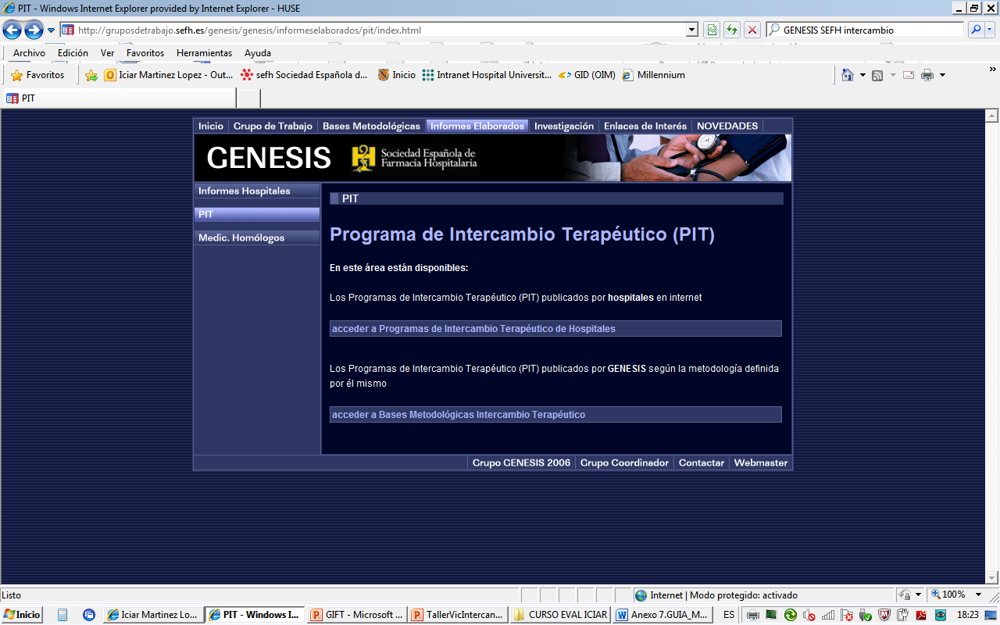 PIT - Windows Internet Explorer provided by Internet Explorer - HUSE
http://gruposdetrabajo.sefh.es/genesis/genesis/informeselaborados/pit/index.html
GENESIS SEFH intercambio
Archivo Edición Ver Favoritos Herramientas Ayuda
Favoritos Iciar Martinez Lopez - Out... sefh Sociedad Española d... Inicio Intranet Hospital Universit... GID (OIM) Millennium »
PIT
Inicio Grupo de Trabajo Bases Metodológicas Informes Elaborados Investigación Enlaces de Interés NOVEDADES
GENESIS
Sociedad Española de
Farmacia Hospitalaria
Informes Hospitales
PIT
Medic. Homólogos
PIT
Programa de Intercambio Terapéutico (PIT)
En este área están disponibles:
Los Programas de Intercambio Terapéutico (PIT) publicados por hospitales en internet
acceder a Programas de Intercambio Terapéutico de Hospitales
Los Programas de Intercambio Terapéutico (PIT) publicados por GENESIS según la metodología definida
por él mismo
acceder a Bases Metodológicas Intercambio Terapéutico
Grupo GENESIS 2006 Grupo Coordinador Contactar Webmaster
Listo
Internet | Modo protegido: activado
100%
Inicio
Iciar Martinez Lo...
PIT - Windows I...
GIFT - Microsoft ...
TallerVicIntercan...
CURSO EVAL ICIAR
Anexo 7.GUIA_M...
ES
18:23